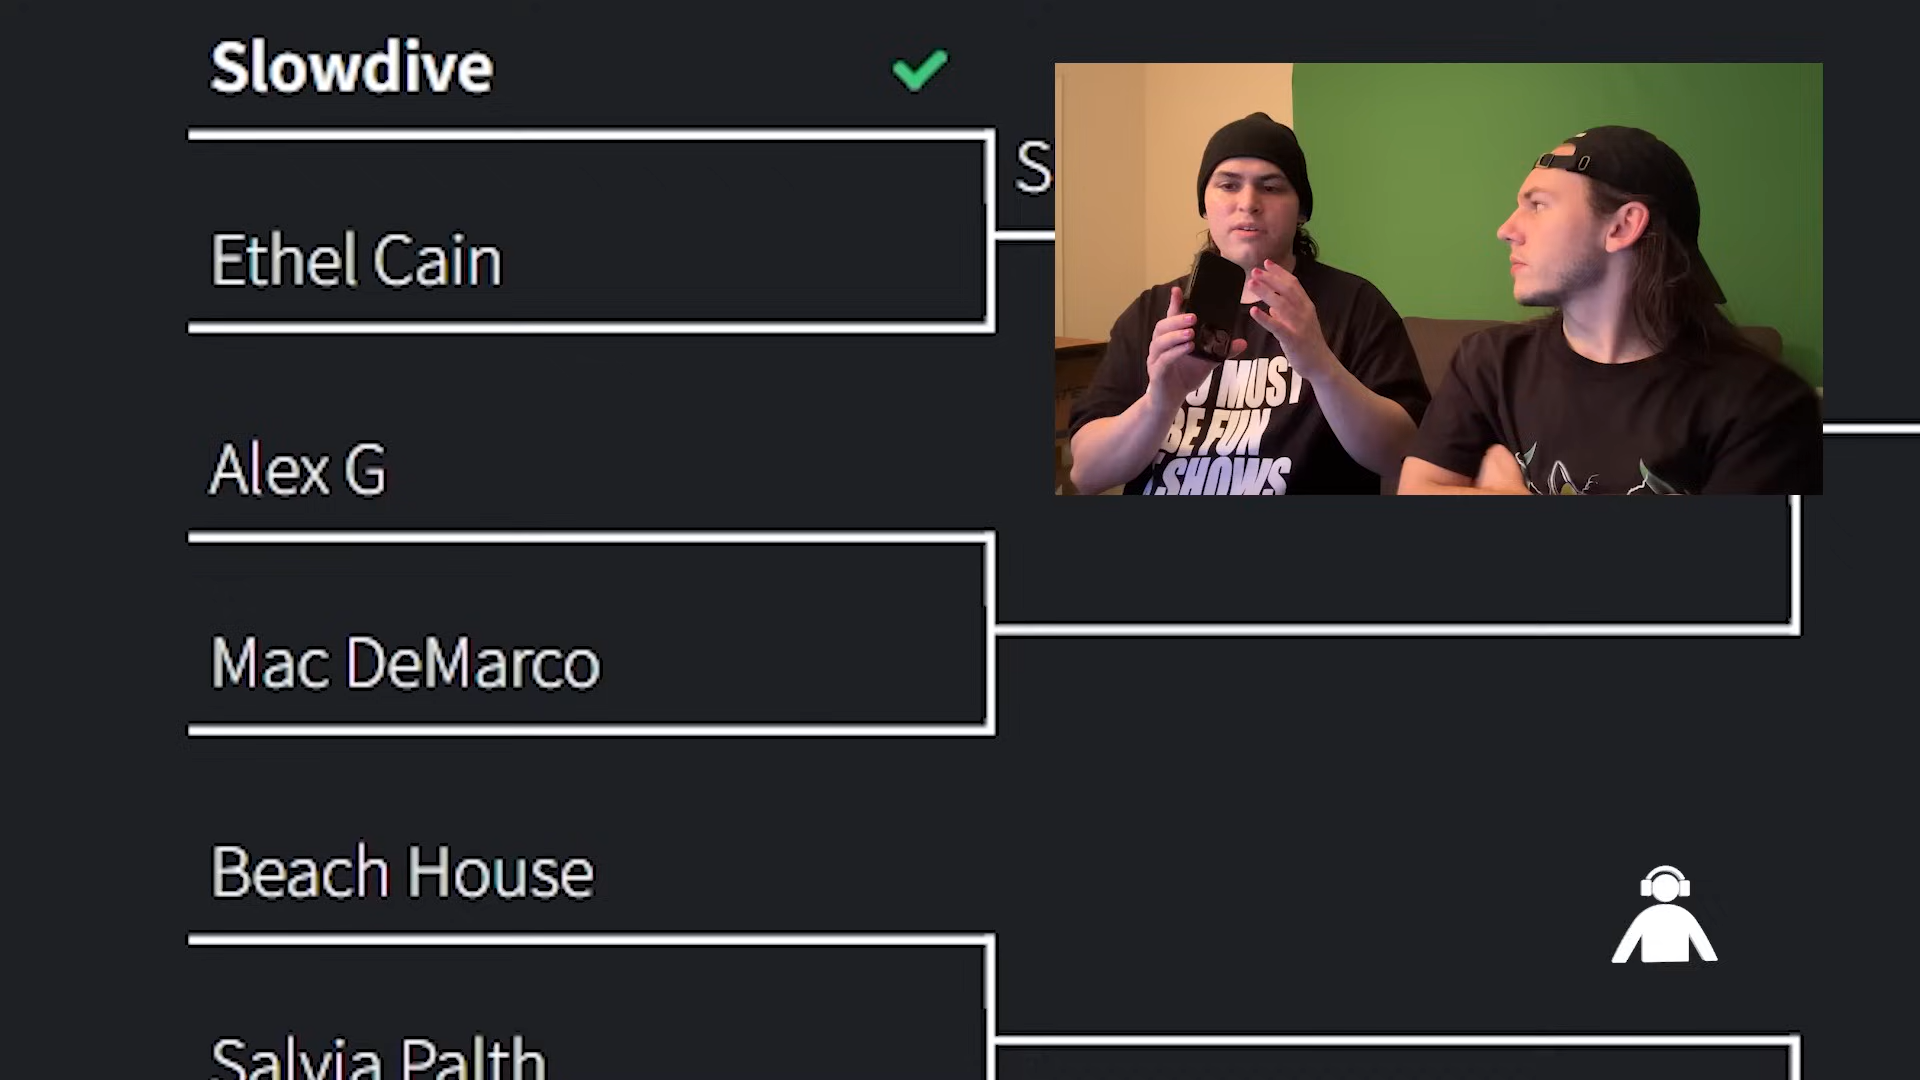 Slowdive
S
Ethel Cain
Alex G
Mac DeMarco
Beach House
Salvia Palth
MUST
BE FUN
SHOWS